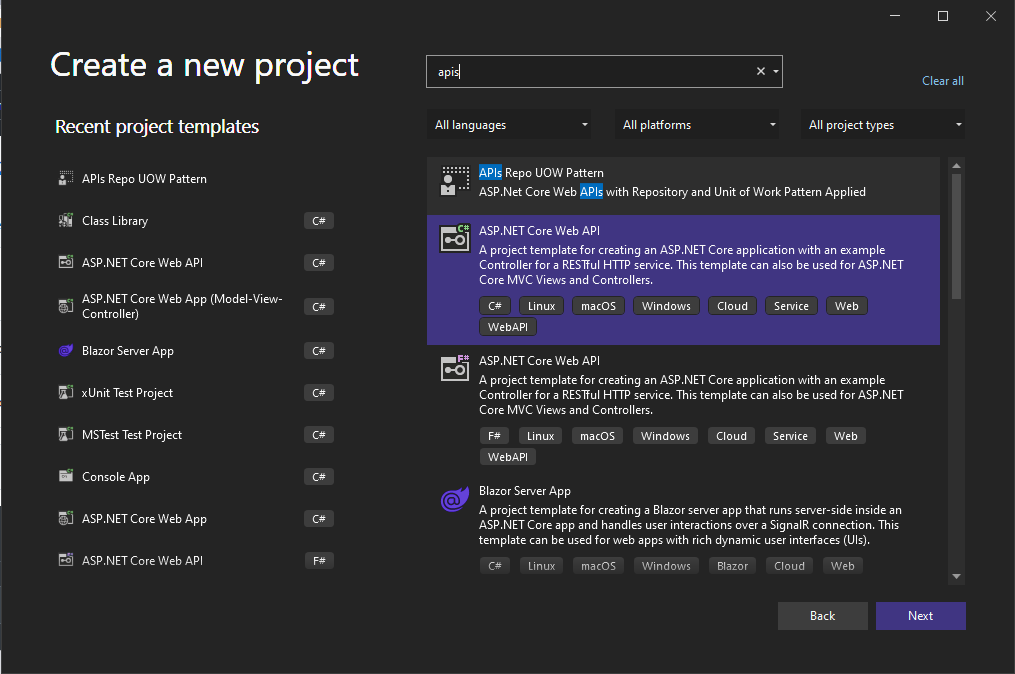 Create a new project
apis
Clear all
All languages
All platforms
All project types
Recent project templates
APIs Repo UOW Pattern
Class Library
C#
ASP.NET Core Web API
C#
ASP.NET Core Web App (Model-View-
Controller)
C#
Blazor Server App
C#
xUnit Test Project
C#
MSTest Test Project
C#
Console App
C#
ASP.NET Core Web App
C#
ASP.NET Core Web API
F#
APIs Repo UOW Pattern
ASP.Net Core Web APIs with Repository and Unit of Work Pattern Applied
ASP.NET Core Web API
A project template for creating an ASP.NET Core application with an example
Controller for a RESTful HTTP service. This template can also be used for ASP.NET
Core MVC Views and Controllers.
C# Linux macOS Windows Cloud Service Web
WebAPI
ASP.NET Core Web API
A project template for creating an ASP.NET Core application with an example
Controller for a RESTful HTTP service. This template can also be used for ASP.NET
Core MVC Views and Controllers.
F# Linux macOS Windows Cloud Service Web
WebAPI
Blazor Server App
A project template for creating a Blazor server app that runs server-side inside an
ASP.NET Core app and handles user interactions over a SignalR connection. This
template can be used for web apps with rich dynamic user interfaces (UIs).
C# Linux macOS Windows Blazor Cloud Web
Back
Next